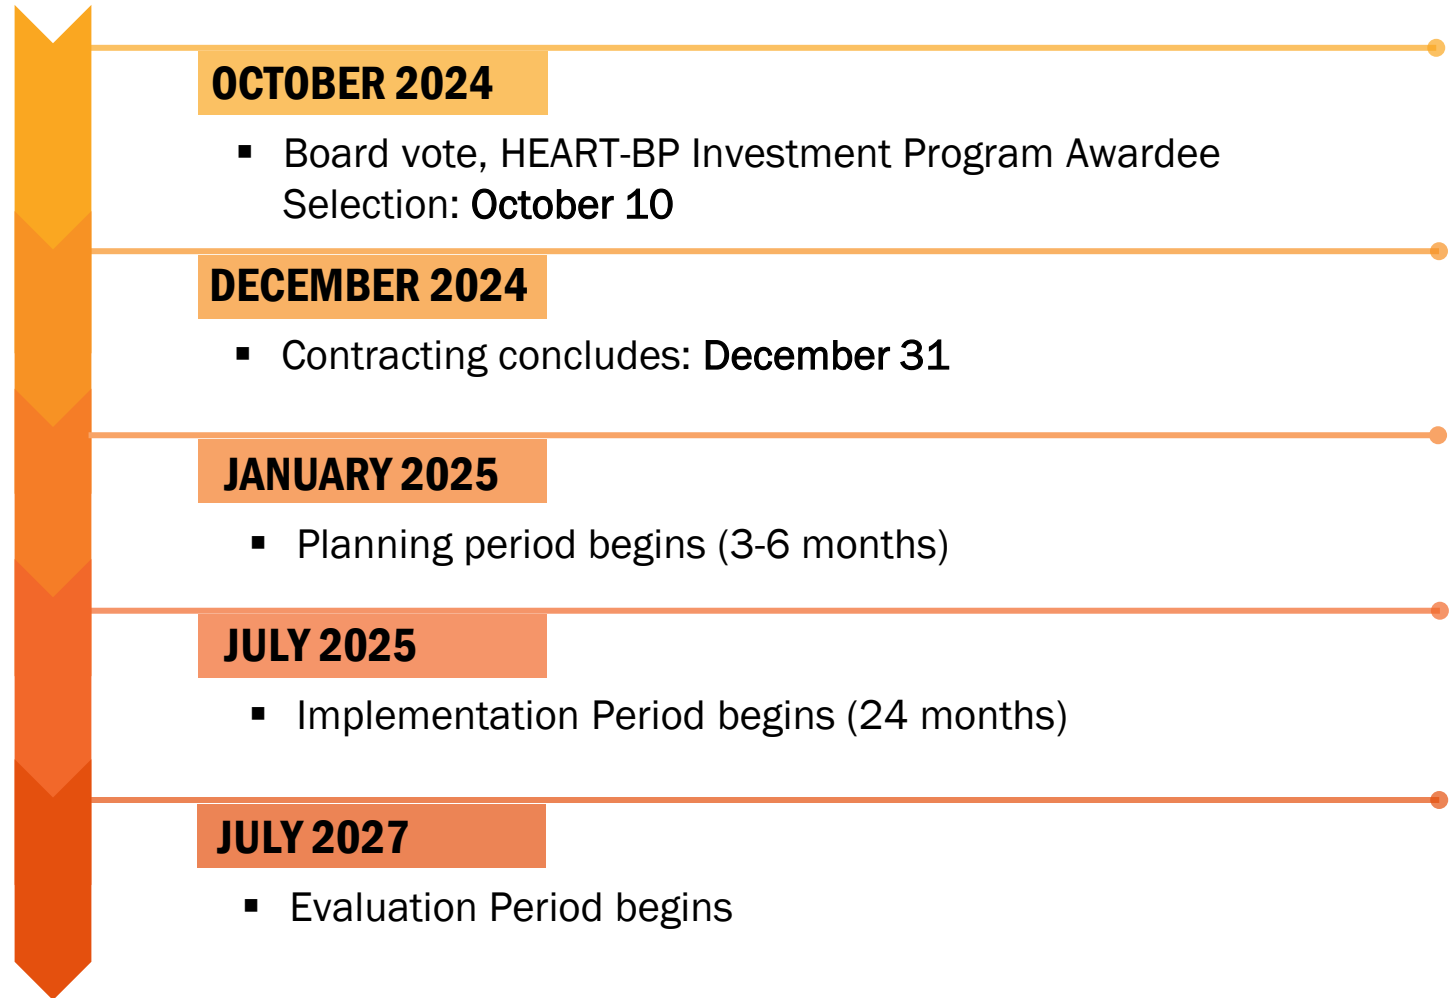 OCTOBER 2024
▪ Board vote, HEART-BP Investment Program Awardee
Selection: October 10
DECEMBER 2024
▪ Contracting concludes: December 31
JANUARY 2025
▪ Planning period begins (3-6 months)
JULY 2025
▪ Implementation Period begins (24 months)
JULY 2027
▪ Evaluation Period begins